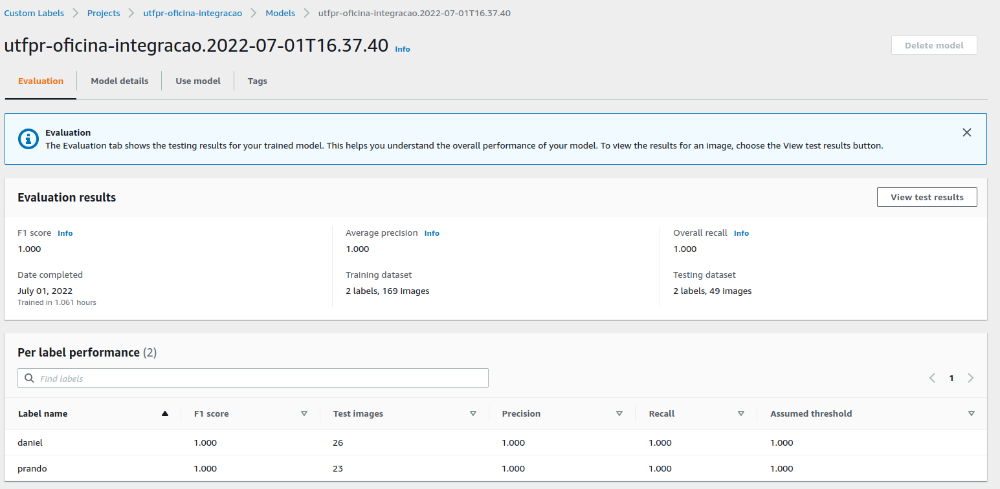 Custom Labels Projects utfpr-oficina-integracao Models utfpr-oficina-integracao.2022-07-01T16.37.40
utfpr-oficina-integracao.2022-07-01T16.37.40 Info
Delete model
Evaluation Model details Use model Tags
Evaluation
The Evaluation tab shows the testing results for your trained model. This helps you understand the overall performance of your model. To view the results for an image, choose the View test results button.
Evaluation results
View test results
F1 score Info
1.000
Date completed
July 01, 2022
Trained in 1.061 hours
Average precision Info
1.000
Training dataset
2 labels, 169 images
Overall recall Info
1.000
Testing dataset
2 labels, 49 images
Per label performance (2)
Find labels
1
Label name F1 score Test images Precision Recall Assumed threshold
daniel 1.000 26 1.000 1.000 1.000
prando 1.000 23 1.000 1.000 1.000